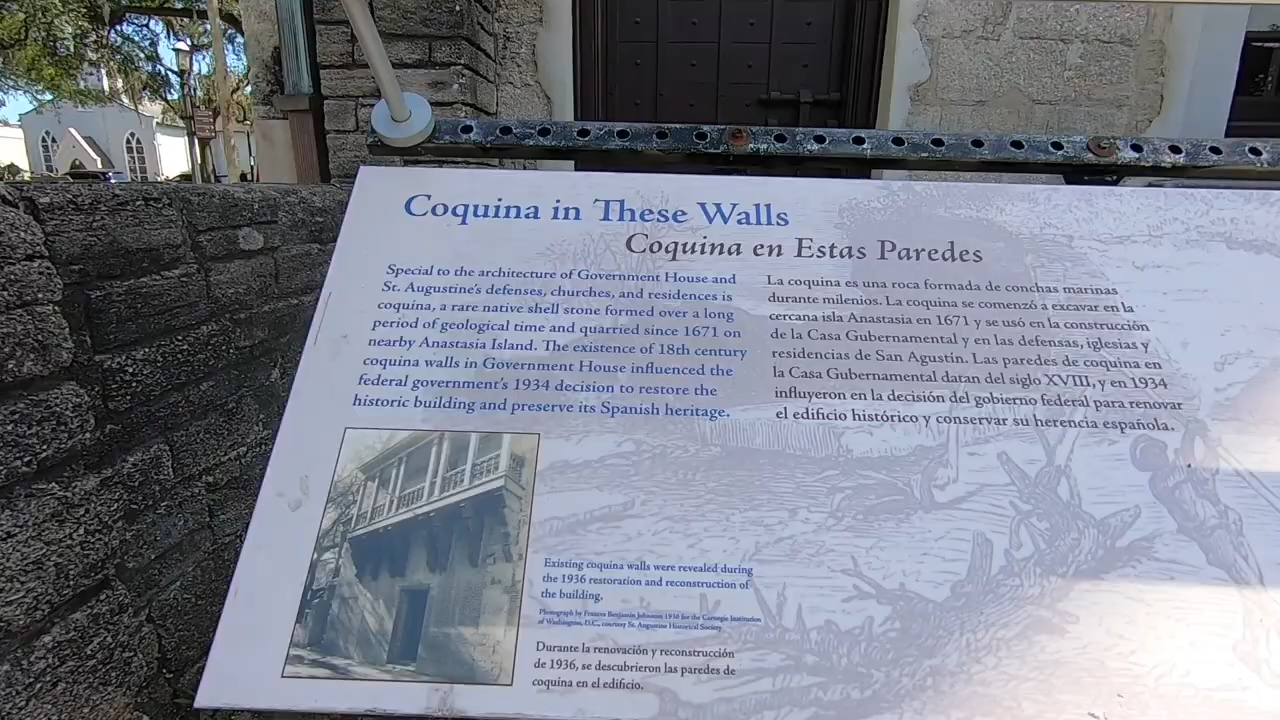 Coquina in These Walls
Coquina en Estas Paredes
Special to the architecture of Government House and
St. Augustine's defenses, churches, and residences is
coquina, a rare native shell stone formed over a long
period of geological time and quarried since 1671 on
nearby Anastasia Island. The existence of 18th century
coquina walls in Government House influenced the
federal government's 1934 decision to restore the
historic building and preserve its Spanish heritage.
La coquina es una roca formada de conchas marinas
durante milenios. La coquina se comenzó a excavar en la
cercana isla Anastasia en 1671 y se usó en la construcción
de la Casa Gubernamental y en las defensas, iglesias y
residencias de San Agustín. Las paredes de coquina en
la Casa Gubernamental datan del siglo XVIII, y en 1934
influyeron en la decisión del gobierno federal para renovar
el edificio histórico y conservar su herencia española.
Existing coquina walls were revealed during
the 1936 restoration and reconstruction of
the building.
Photograph by Frances Benjamin Johnston 1936 for the Carnegie Institution
of Washington, D.C., courtesy St. Augustine Historical Society
Durante la renovación y reconstrucción
de 1936, se descubrieron las paredes de
coquina en el edificio.